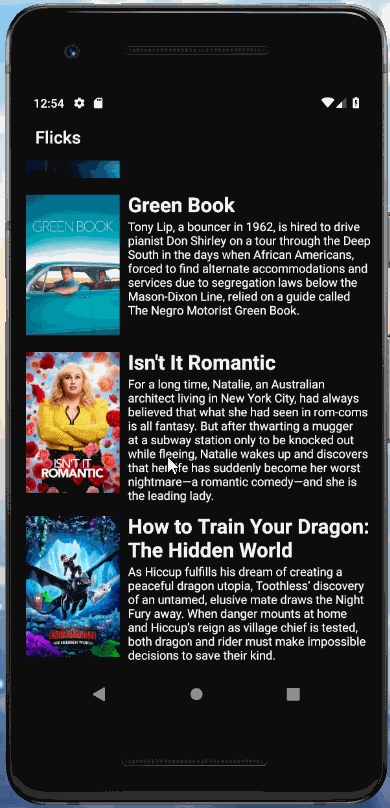 12:54
Flicks
GREEN BOOK
Green Book
Tony Lip, a bouncer in 1962, is hired to drive
pianist Don Shirley on a tour through the Deep
South in the days when African Americans,
forced to find alternate accommodations and
services due to segregation laws below the
Mason-Dixon Line, relied on a guide called
The Negro Motorist Green Book.
ISN'T IT
ROMANTIC
Isn't It Romantic
For a long time, Natalie, an Australian
architect living in New York City, had always
believed that what she had seen in rom-coms
is all fantasy. But after thwarting a mugger
at a subway station only to be knocked out
while fleeing, Natalie wakes up and discovers
that her life has suddenly become her worst
nightmare—a romantic comedy—and she is
the leading lady.
DRAGON
THE HIDDEN WORLD
How to Train Your Dragon:
The Hidden World
As Hiccup fulfills his dream of creating a
peaceful dragon utopia, Toothless' discovery
of an untamed, elusive mate draws the Night
Fury away. When danger mounts at home
and Hiccup's reign as village chief is tested,
both dragon and rider must make impossible
decisions to save their kind.